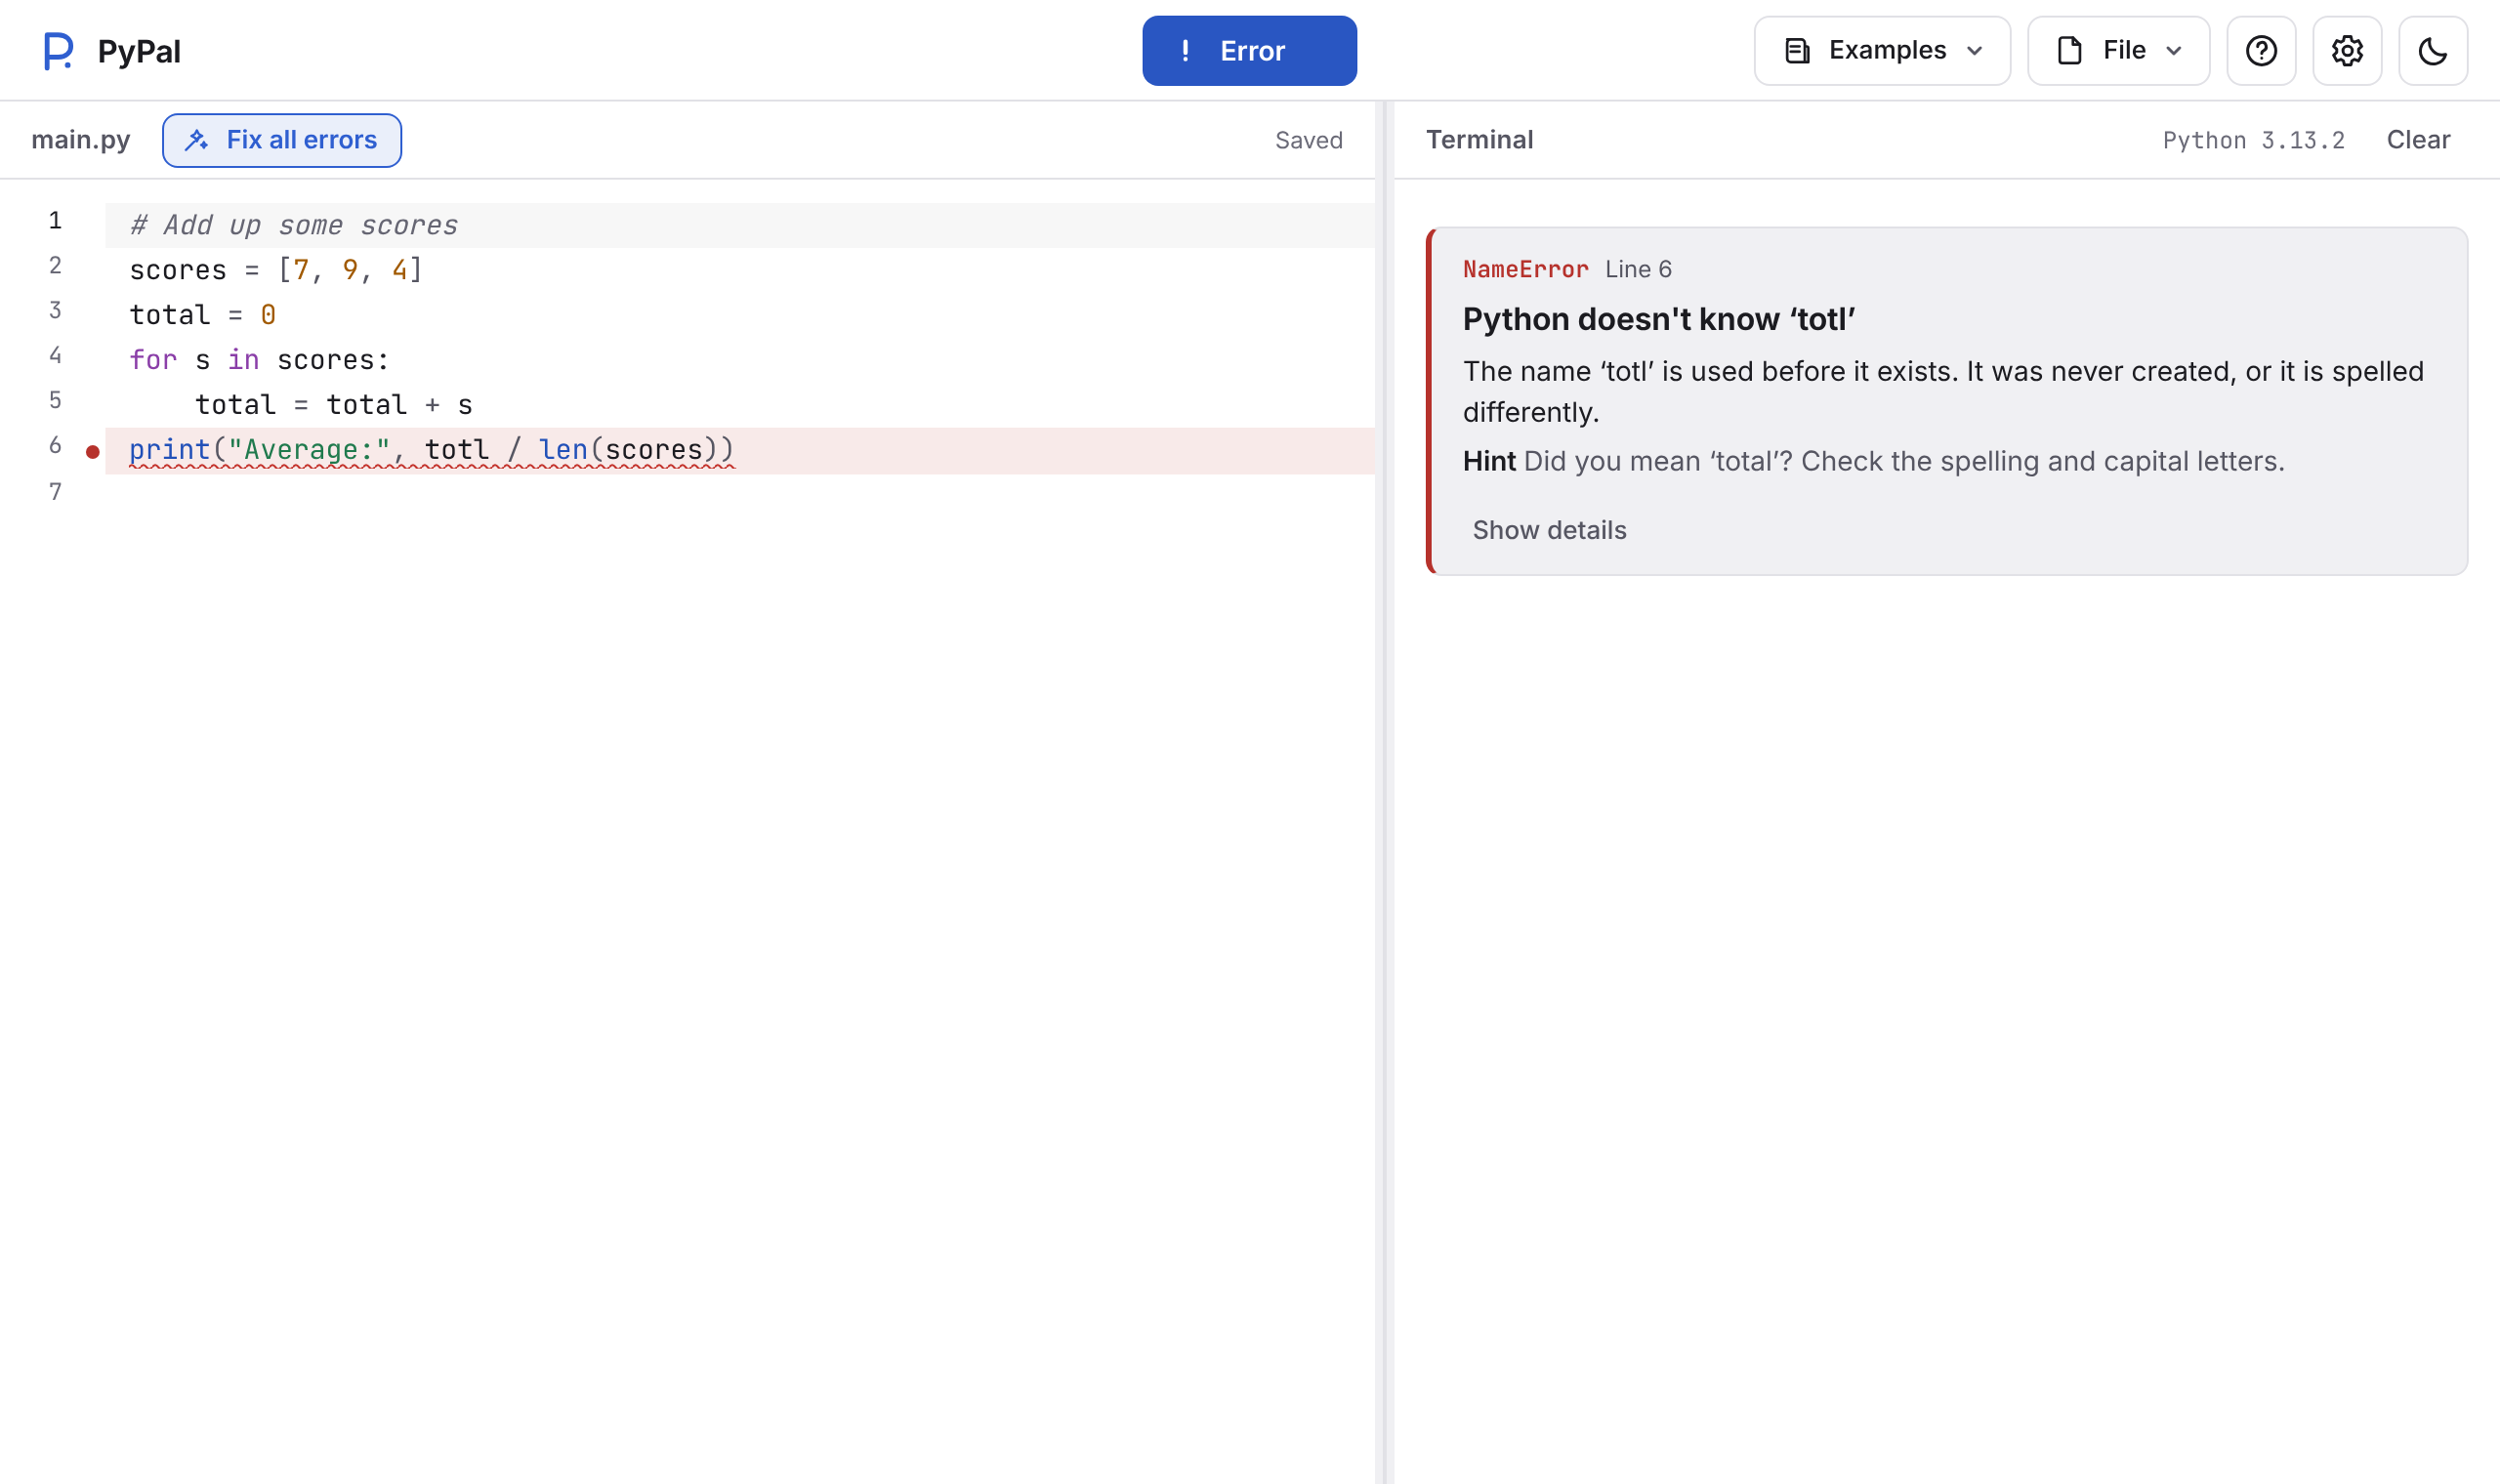 PyPal
! Error
Examples
File
main.py
Fix all errors
Saved
1 # Add up some scores
2 scores = [7, 9, 4]
3 total = 0
4 for s in scores:
5     total = total + s
6 print("Average:", totl / len(scores))
7
Terminal
Python 3.13.2
Clear
NameError Line 6
Python doesn't know ‘totl’
The name ‘totl’ is used before it exists. It was never created, or it is spelled
differently.
Hint Did you mean ‘total’? Check the spelling and capital letters.
Show details